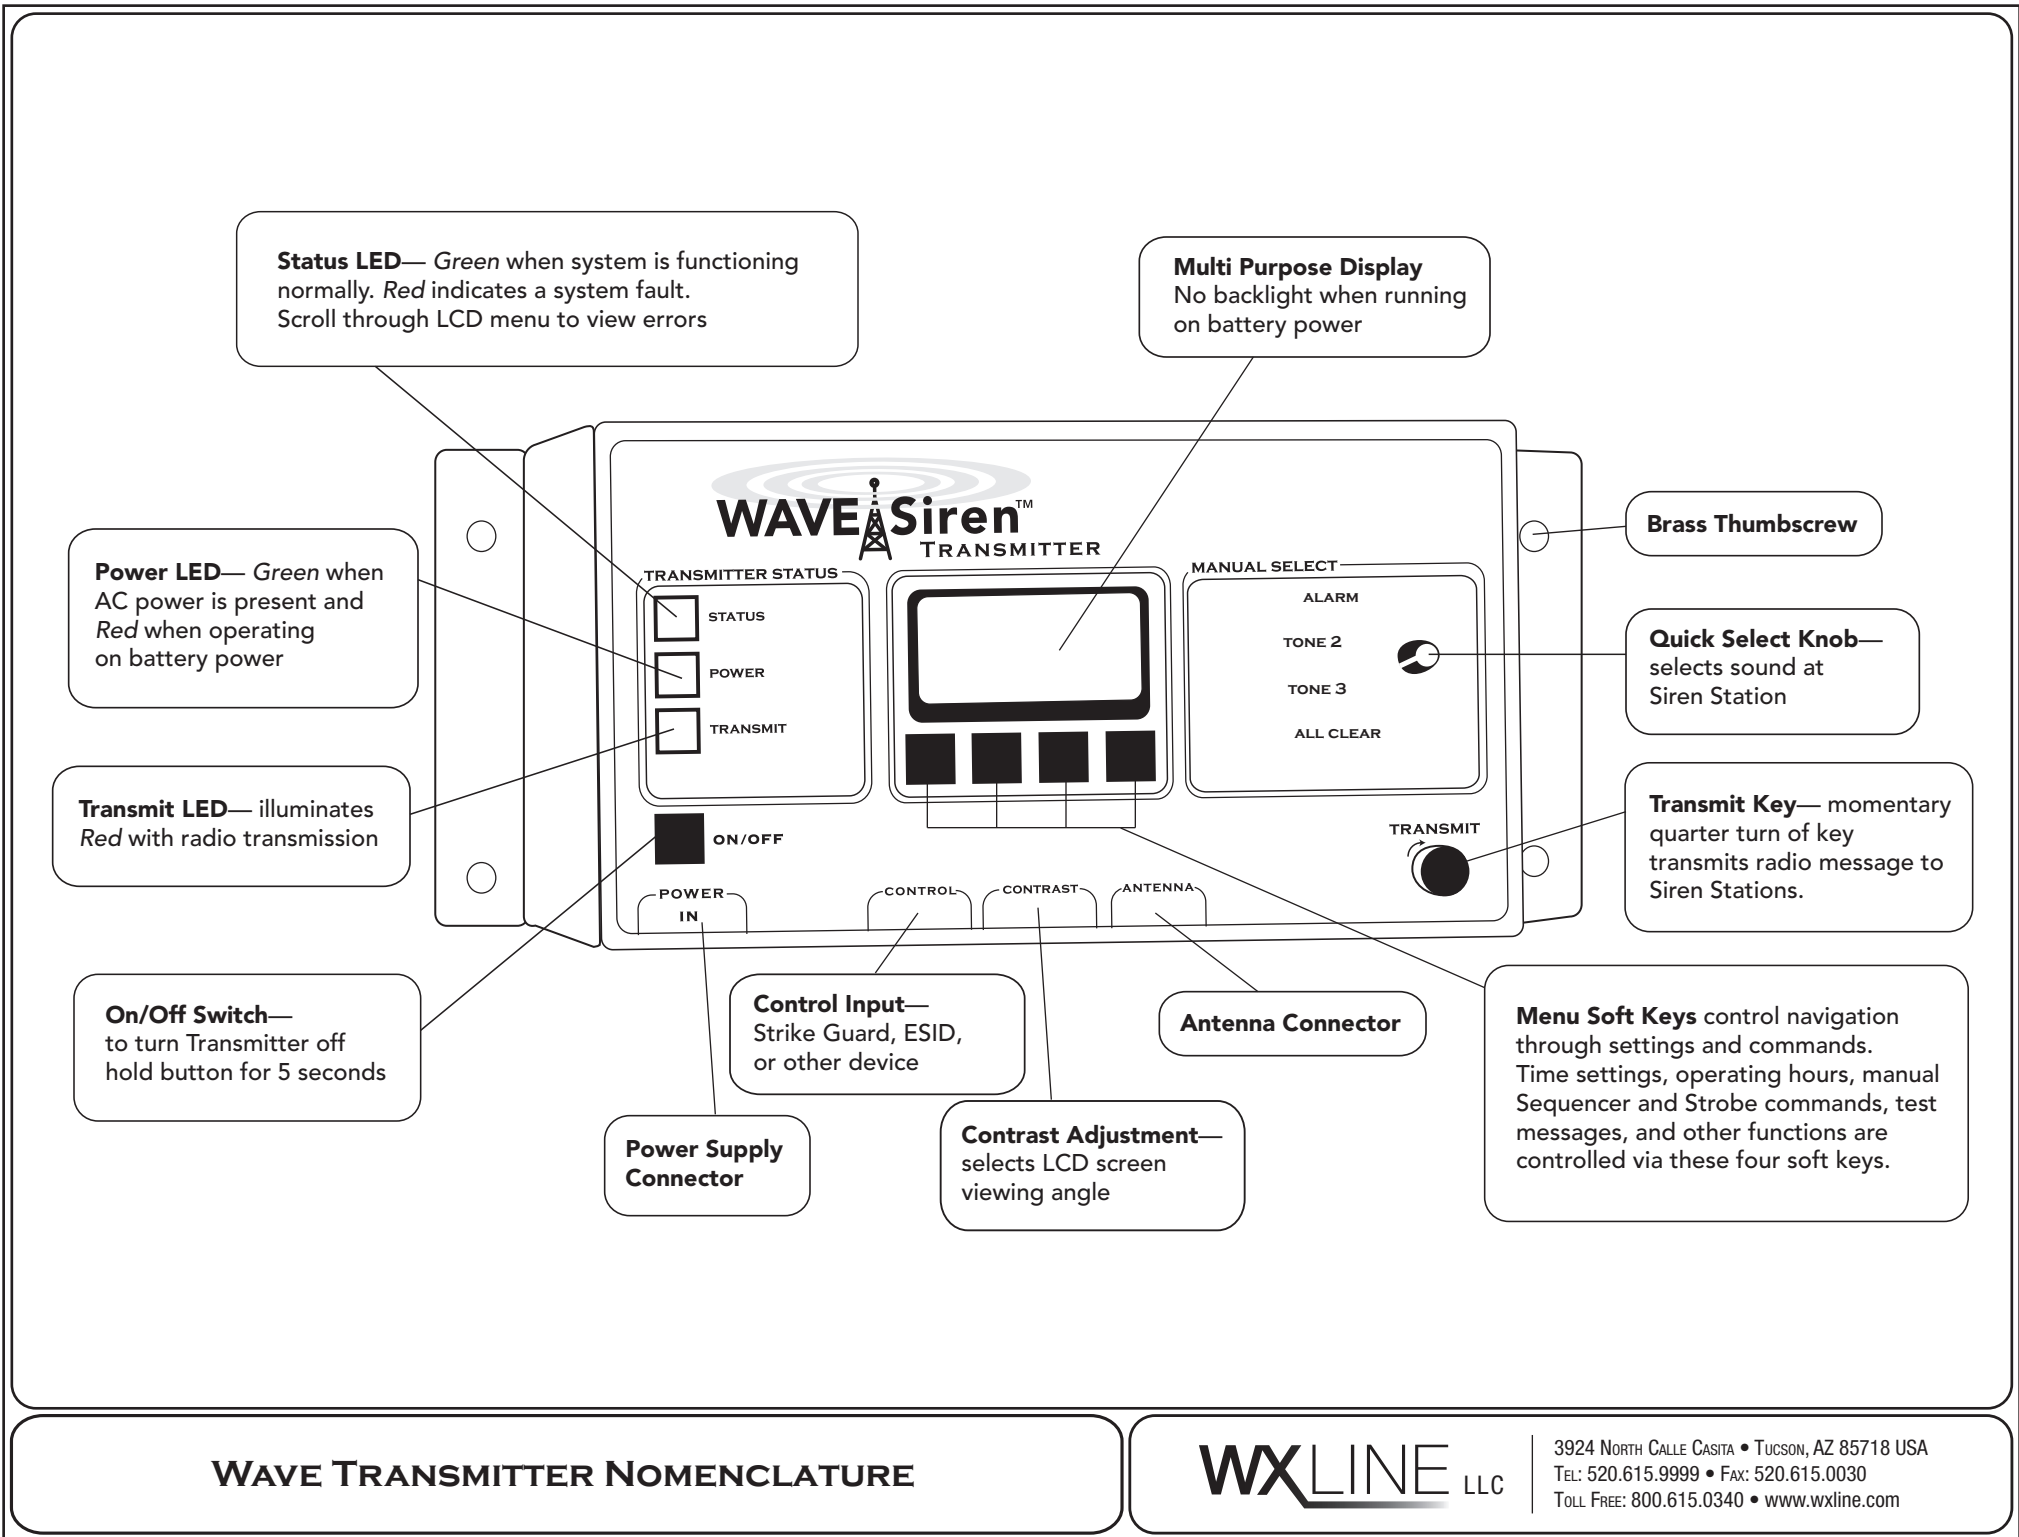 Status LED— Green when system is functioning
normally. Red indicates a system fault.
Scroll through LCD menu to view errors
Multi Purpose Display
No backlight when running
on battery power
Power LED— Green when
AC power is present and
Red when operating
on battery power
Transmit LED— illuminates
Red with radio transmission
On/Off Switch—
to turn Transmitter off
hold button for 5 seconds
WAVE Siren™
TRANSMITTER
TRANSMITTER STATUS
STATUS
POWER
TRANSMIT
ON/OFF
MANUAL SELECT
ALARM
TONE 2
TONE 3
ALL CLEAR
TRANSMIT
POWER
IN
CONTROL
CONTRAST
ANTENNA
Brass Thumbscrew
Quick Select Knob—
selects sound at
Siren Station
Transmit Key— momentary
quarter turn of key
transmits radio message to
Siren Stations.
Power Supply
Connector
Control Input—
Strike Guard, ESID,
or other device
Contrast Adjustment—
selects LCD screen
viewing angle
Antenna Connector
Menu Soft Keys control navigation
through settings and commands.
Time settings, operating hours, manual
Sequencer and Strobe commands, test
messages, and other functions are
controlled via these four soft keys.
WAVE TRANSMITTER NOMENCLATURE
WXLINE LLC
3924 NORTH CALLE CASITA • TUCSON, AZ 85718 USA
TEL: 520.615.9999 • FAX: 520.615.0030
TOLL FREE: 800.615.0340 • www.wxline.com